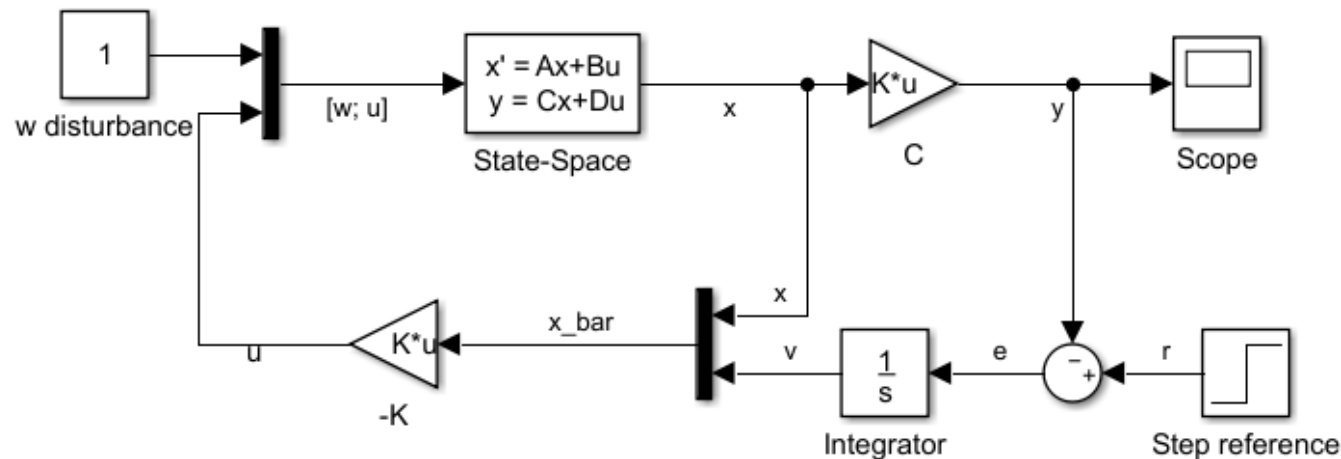 1
w disturbance
[w; u]
x' = Ax+Bu
y = Cx+Du
State-Space
x
K*u
C
y
Scope
x
x_bar
K*u
-K
u
v
1
s
Integrator
e
−
+
r
Step reference